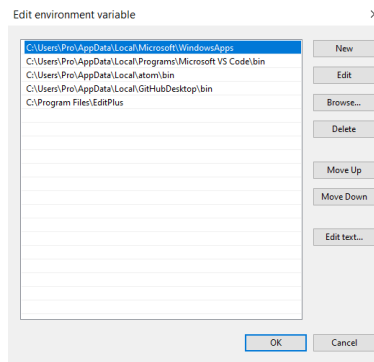 Edit environment variable
C:\Users\Pro\AppData\Local\Microsoft\WindowsApps
C:\Users\Pro\AppData\Local\Programs\Microsoft VS Code\bin
C:\Users\Pro\AppData\Local\atom\bin
C:\Users\Pro\AppData\Local\GitHubDesktop\bin
C:\Program Files\EditPlus
New
Edit
Browse...
Delete
Move Up
Move Down
Edit text...
OK
Cancel